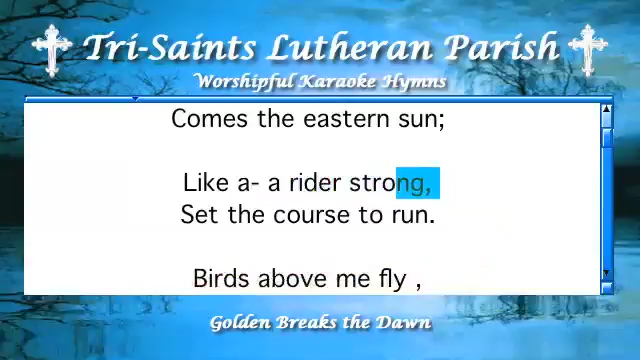 Tri-Saints Lutheran Parish
Worshipful Karaoke Hymns
Comes the eastern sun;
Like a- a rider strong,
Set the course to run.
Birds above me fly ,
Golden Breaks the Dawn